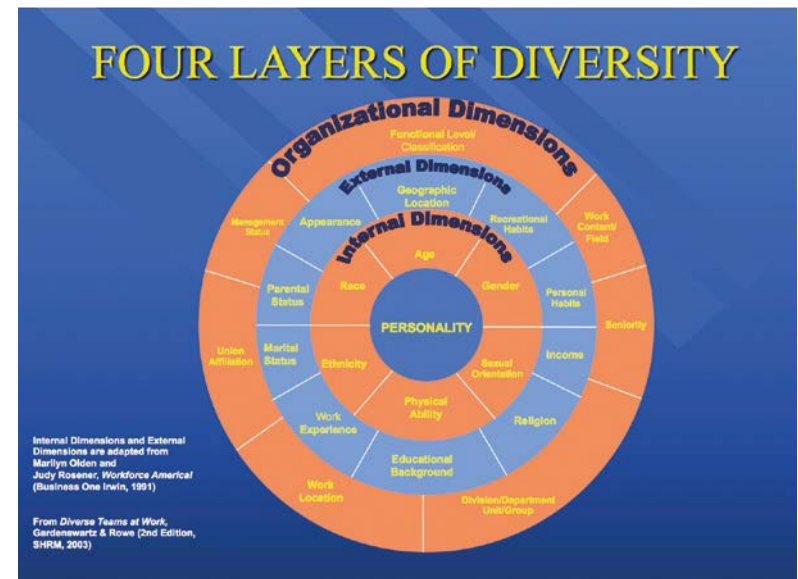 FOUR LAYERS OF DIVERSITY
Organizational Dimensions
Functional Level/
Classification
External Dimensions
Geographic
Location
Appearance
Recreational
Habits
Management
Status
Work
Content/
Field
Internal Dimensions
Age
Race
Gender
Parental
Status
Personal
Habits
PERSONALITY
Seniority
Union
Affiliation
Marital
Status
Ethnicity
Sexual
Orientation
Income
Physical
Ability
Work
Experience
Religion
Educational
Background
Work
Location
Division/Department
Unit/Group
Internal Dimensions and External
Dimensions are adapted from
Marilyn Olden and
Judy Rosener, Workforce America!
(Business One Irwin, 1991)
From Diverse Teams at Work,
Gardenswartz & Rowe (2nd Edition,
SHRM, 2003)